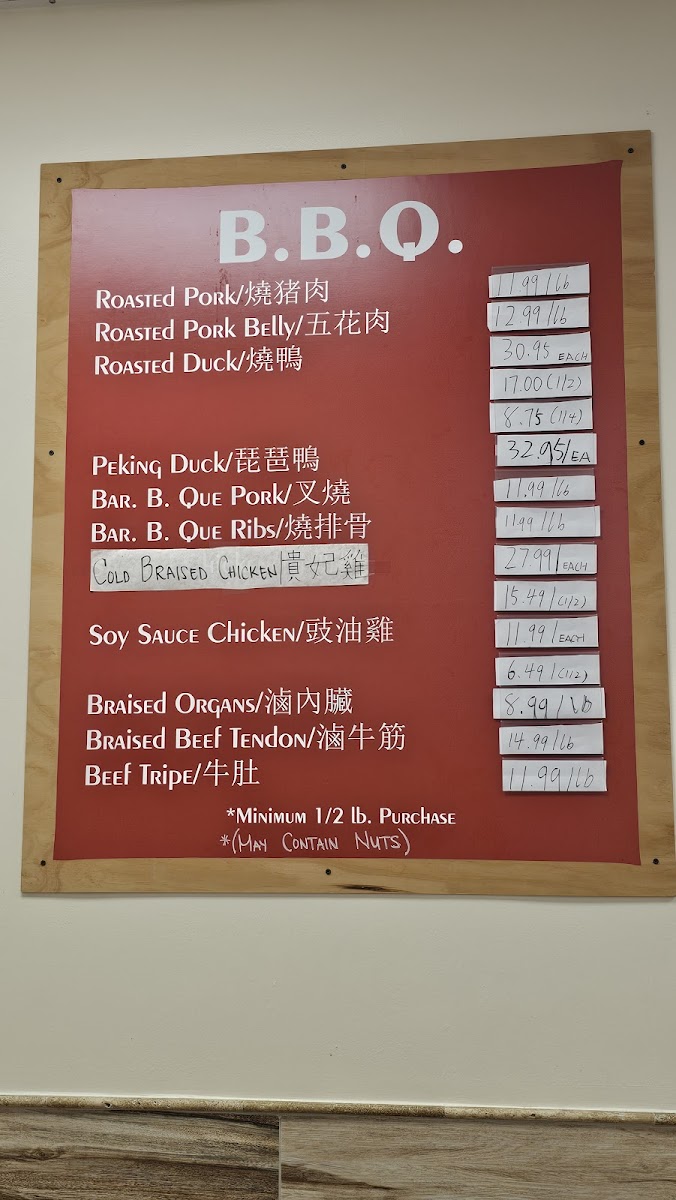 B.B.Q.
Roasted Pork/燒猪肉 11.99/lb
Roasted Pork Belly/五花肉 12.99/lb
Roasted Duck/燒鴨 30.95 EACH
17.00(1/2)
8.75(1/4)
Peking Duck/琵琶鴨 32.95/EA
Bar. B. Que Pork/叉燒 11.99/lb
Bar. B. Que Ribs/燒排骨 11.99/lb
Cold Braised Chicken/貴妃雞 27.99/EACH
15.49/(1/2)
Soy Sauce Chicken/豉油雞 11.99/EACH
6.49/(1/2)
Braised Organs/滷內臟 8.99/lb
Braised Beef Tendon/滷牛筋 14.99/lb
Beef Tripe/牛肚 11.99/lb
*Minimum 1/2 lb. Purchase
*(May Contain Nuts)